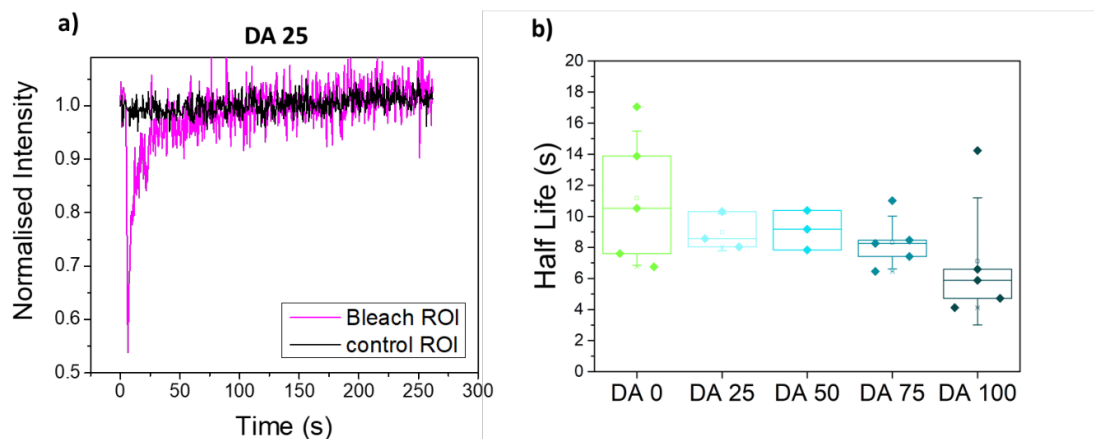 a)
DA 25
Normalised Intensity
1.0
0.9
0.8
0.7
0.6
0.5
0 50 100 150 200 250 300
Time (s)
Bleach ROI
control ROI
b)
Half Life (s)
20
18
16
14
12
10
8
6
4
2
0
DA 0 DA 25 DA 50 DA 75 DA 100